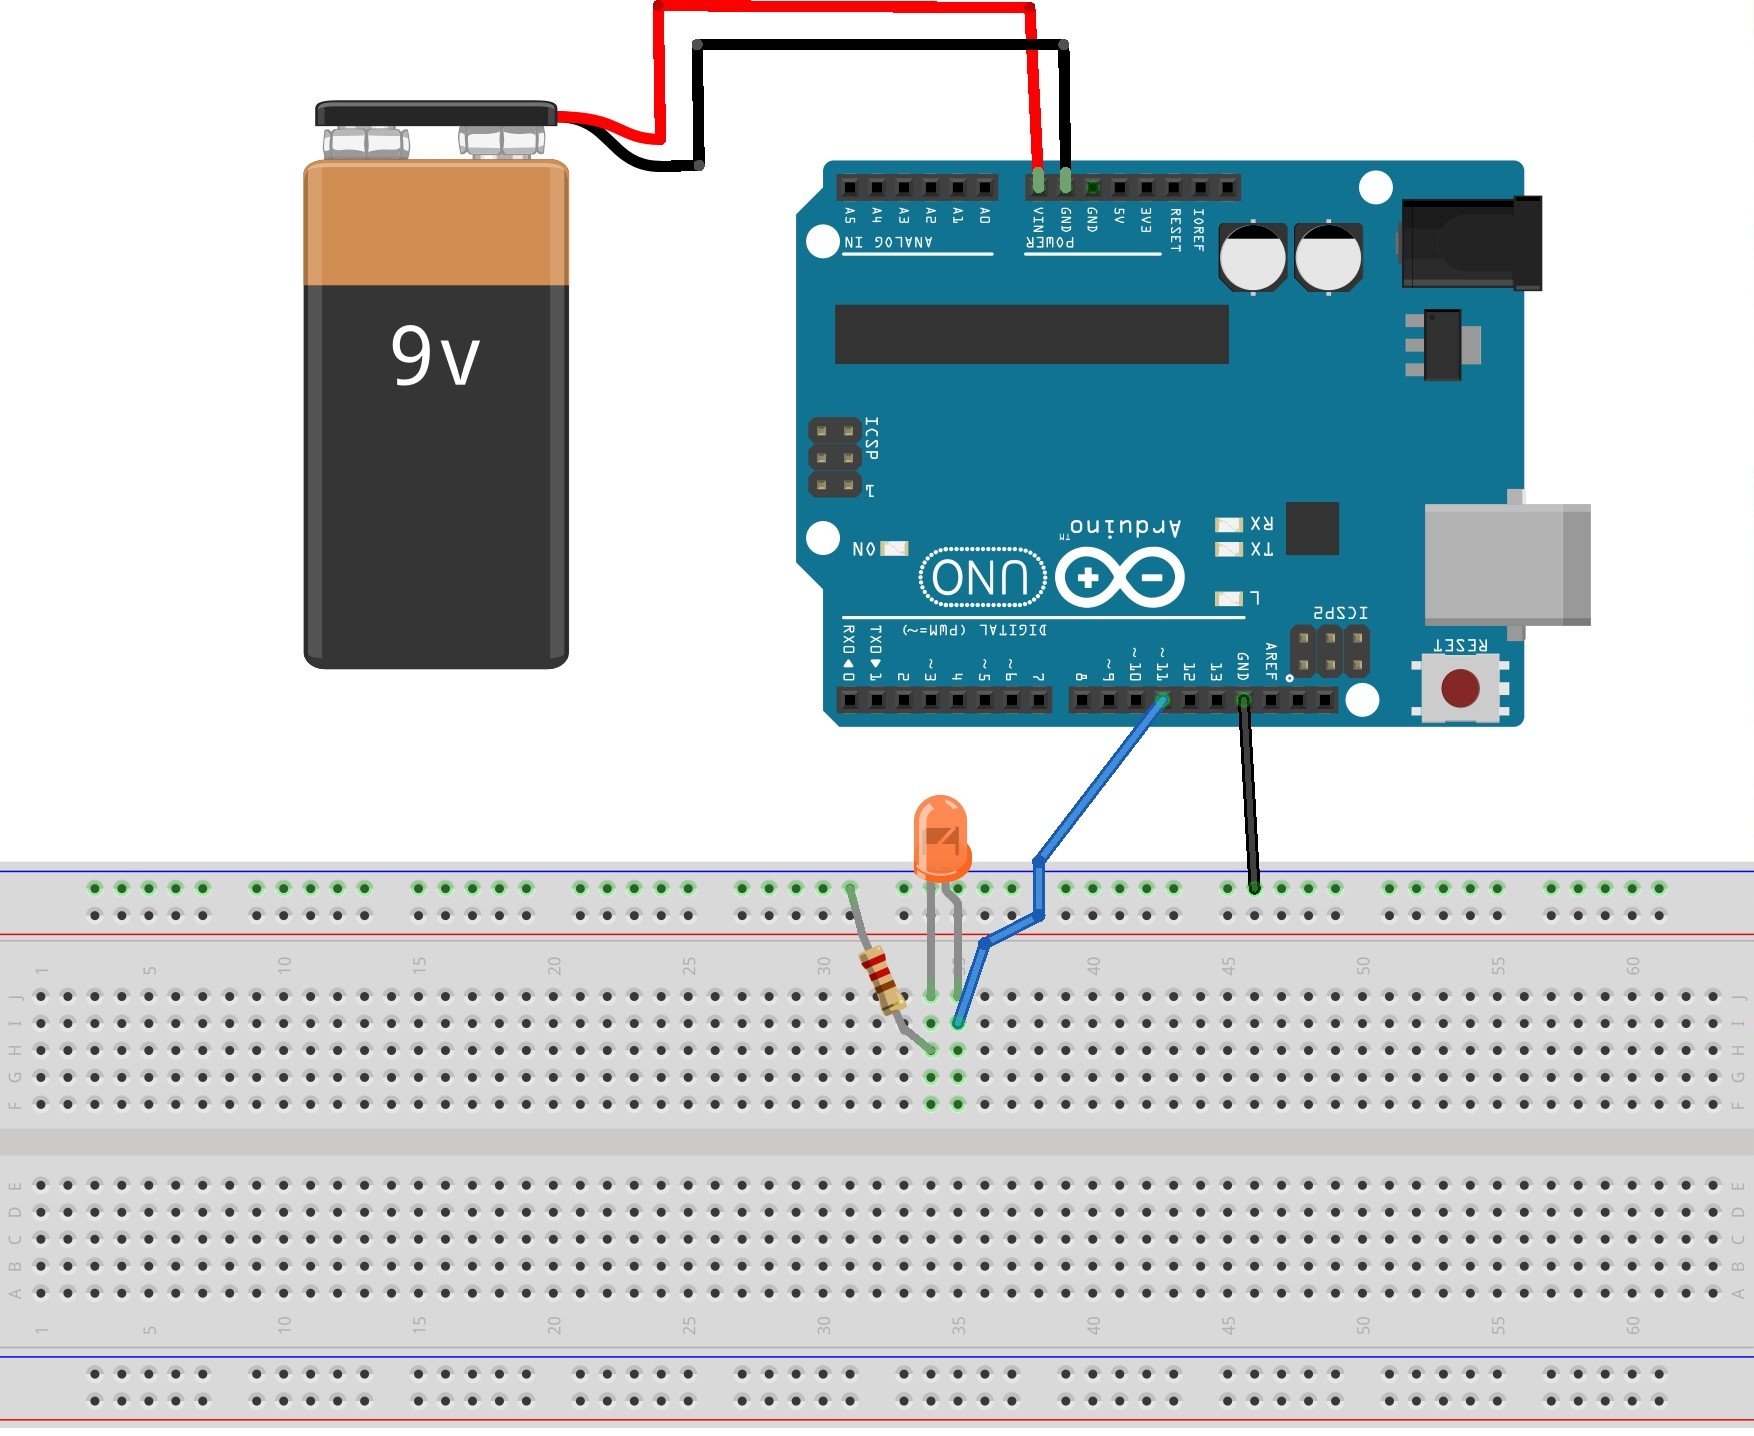 9v
A5 A4 A3 A2 A1 A0
VIN GND GND 5V 3V3 RESET IOREF
ANALOG IN
POWER
ICSP
1
Arduino™
RX
TX
ON
UNO
L
ICSP2
DIGITAL (PWM=~)
RESET
RX0◀0 TX0▶1 2 ~3 4 ~5 ~6 7 8 ~9 ~10 ~11 12 13 GND AREF
1 5 10 15 20 25 30 35 40 45 50 55 60
J J
I I
H H
G G
F F
E E
D D
C C
B B
A A
1 5 10 15 20 25 30 35 40 45 50 55 60